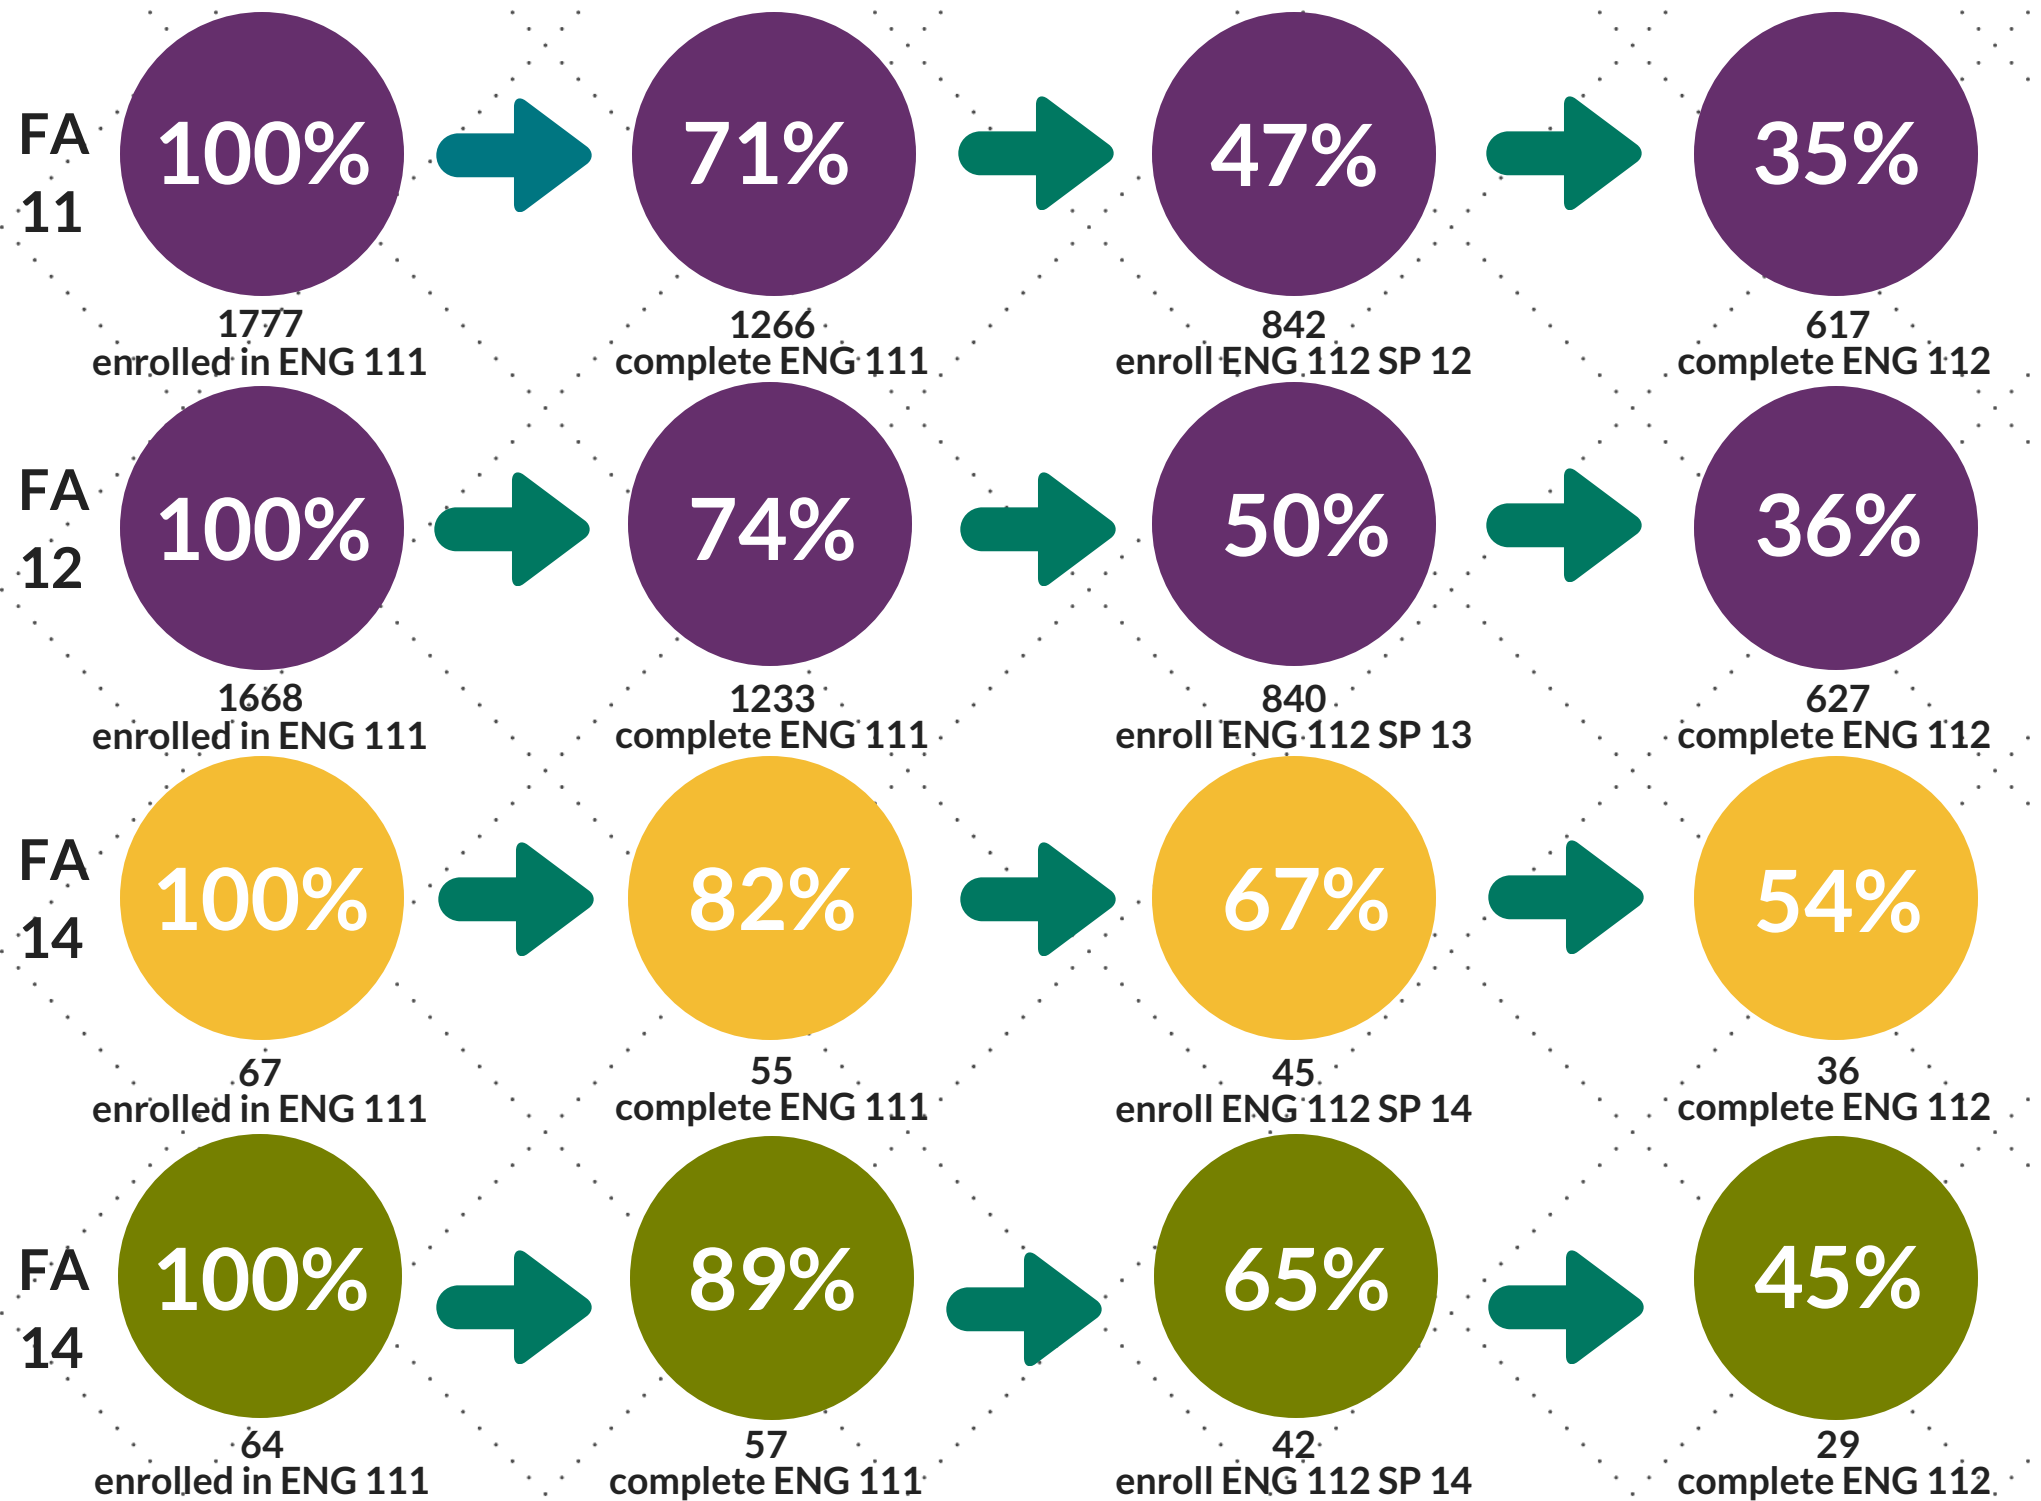 FA
11
100%
71%
47%
35%
1777
enrolled in ENG 111
1266
complete ENG 111
842
enroll ENG 112 SP 12
617
complete ENG 112
FA
12
100%
74%
50%
36%
1668
enrolled in ENG 111
1233
complete ENG 111
840
enroll ENG 112 SP 13
627
complete ENG 112
FA
14
100%
82%
67%
54%
67
enrolled in ENG 111
55
complete ENG 111
45
enroll ENG 112 SP 14
36
complete ENG 112
FA
14
100%
89%
65%
45%
64
enrolled in ENG 111
57
complete ENG 111
42
enroll ENG 112 SP 14
29
complete ENG 112